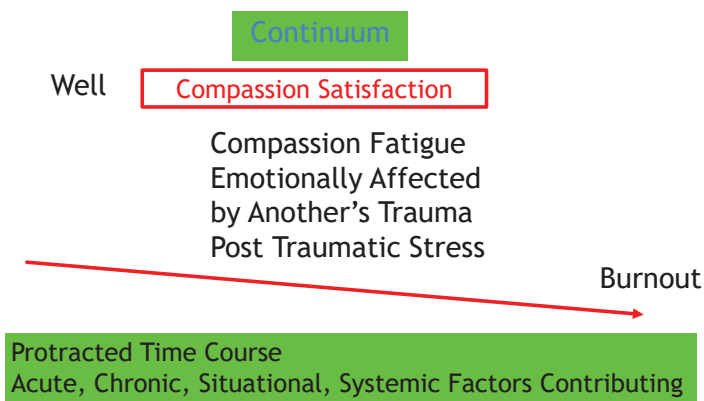 Continuum
Well
Compassion Satisfaction
Compassion Fatigue
Emotionally Affected
by Another’s Trauma
Post Traumatic Stress
Burnout
Protracted Time Course
Acute, Chronic, Situational, Systemic Factors Contributing